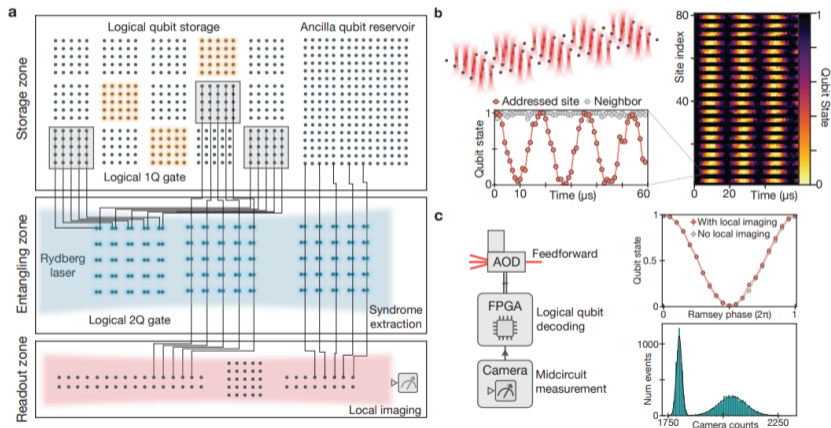 a
Logical qubit storage
Ancilla qubit reservoir
Storage zone
Logical 1Q gate
Entangling zone
Rydberg
laser
Logical 2Q gate
Syndrome
extraction
Readout zone
Local imaging
b
Addressed site
Neighbor
Qubit state
1
0
0
10
60
Time (µs)
Site index
80
40
0
20
60
Time (µs)
1
0
Qubit State
c
AOD
Feedforward
FPGA
Logical qubit
decoding
Camera
Midcircuit
measurement
Qubit state
1
0.5
0
With local imaging
No local imaging
0
1
Ramsey phase (2π)
Num events
1000
0
1750
2250
Camera counts